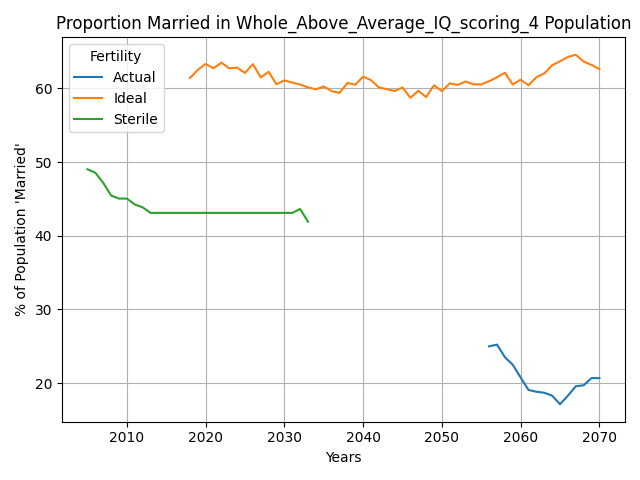 Proportion Married in Whole_Above_Average_IQ_scoring_4 Population
Fertility
Actual
Ideal
Sterile
% of Population 'Married'
60
50
40
30
20
2010 2020 2030 2040 2050 2060 2070
Years